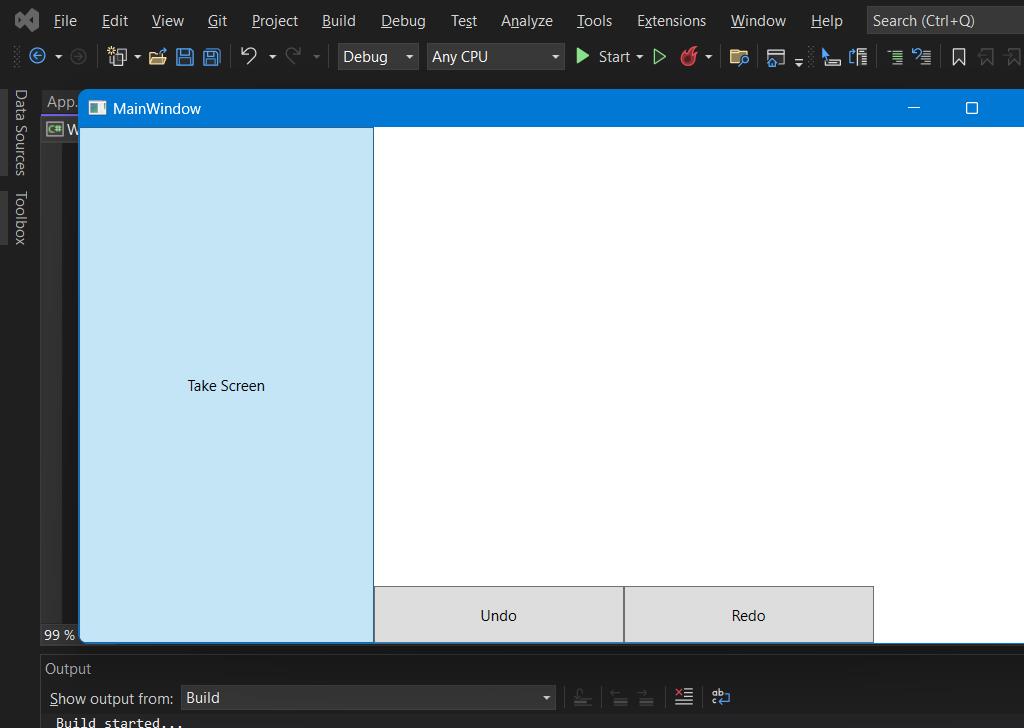 File Edit View Git Project Build Debug Test Analyze Tools Extensions Window Help Search (Ctrl+Q)
Debug Any CPU Start
Data Sources
Toolbox
App.
C# W
MainWindow
Take Screen
Undo Redo
99 %
Output
Show output from: Build
Build started...